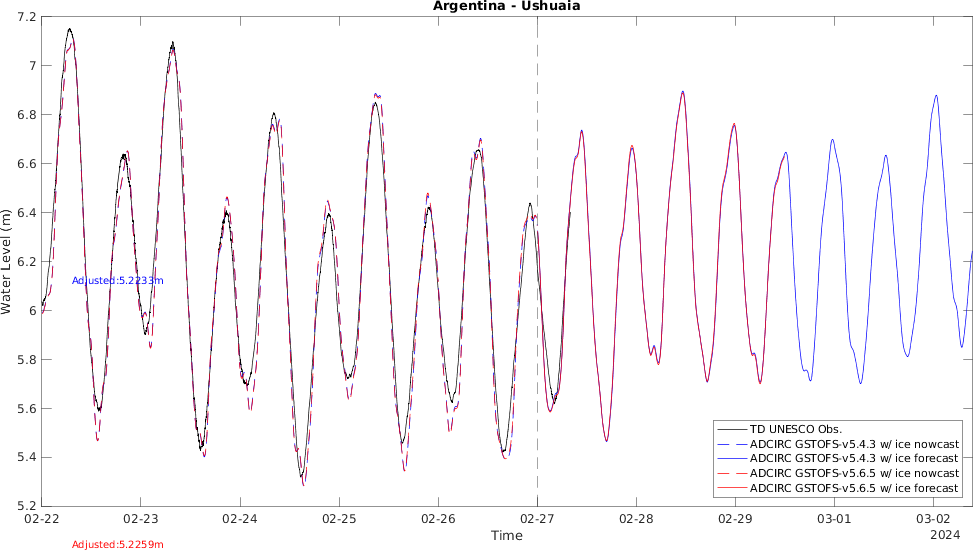 Argentina - Ushuaia
7.2
7
6.8
6.6
6.4
6.2
6
5.8
5.6
5.4
5.2
Water Level (m)
Adjusted:5.2233m
TD UNESCO Obs.
ADCIRC GSTOFS-v5.4.3 w/ ice nowcast
ADCIRC GSTOFS-v5.4.3 w/ ice forecast
ADCIRC GSTOFS-v5.6.5 w/ ice nowcast
ADCIRC GSTOFS-v5.6.5 w/ ice forecast
02-22 02-23 02-24 02-25 02-26 02-27 02-28 02-29 03-01 03-02
2024
Time
Adjusted:5.2259m